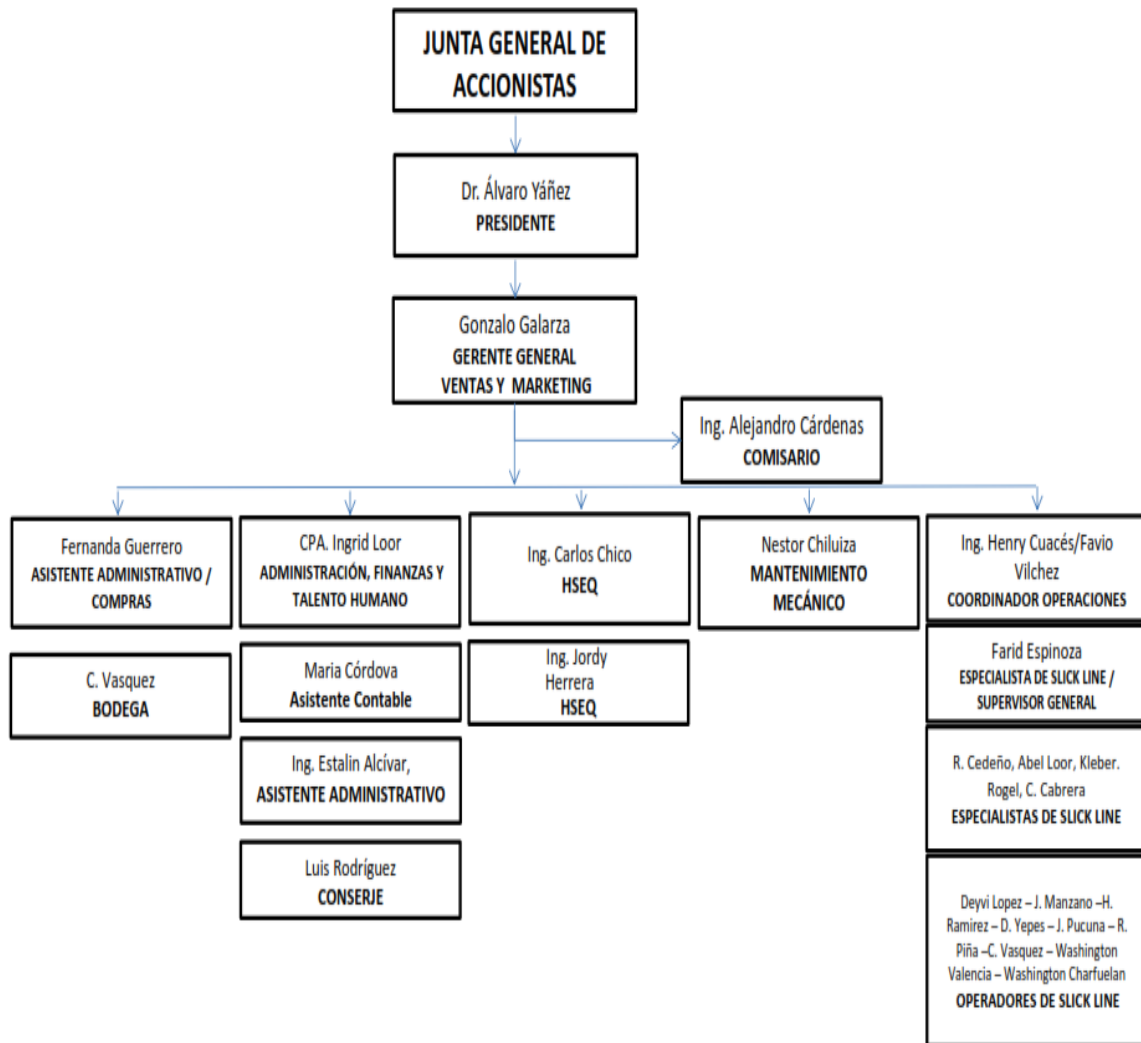 JUNTA GENERAL DE
ACCIONISTAS
Dr. Álvaro Yáñez
PRESIDENTE
Gonzalo Galarza
GERENTE GENERAL
VENTAS Y MARKETING
Ing. Alejandro Cárdenas
COMISARIO
Fernanda Guerrero
ASISTENTE ADMINISTRATIVO /
COMPRAS
C. Vasquez
BODEGA
CPA. Ingrid Loor
ADMINISTRACIÓN, FINANZAS Y
TALENTO HUMANO
Maria Córdova
Asistente Contable
Ing. Estalin Alcívar,
ASISTENTE ADMINISTRATIVO
Luis Rodríguez
CONSERJE
Ing. Carlos Chico
HSEQ
Ing. Jordy
Herrera
HSEQ
Nestor Chiluiza
MANTENIMIENTO
MECÁNICO
Ing. Henry Cuacés/Favio
Vilchez
COORDINADOR OPERACIONES
Farid Espinoza
ESPECIALISTA DE SLICK LINE /
SUPERVISOR GENERAL
R. Cedeño, Abel Loor, Kleber.
Rogel, C. Cabrera
ESPECIALISTAS DE SLICK LINE
Deyvi Lopez – J. Manzano –H.
Ramirez – D. Yepes – J. Pucuna – R.
Piña –C. Vasquez – Washington
Valencia – Washington Charfuelan
OPERADORES DE SLICK LINE